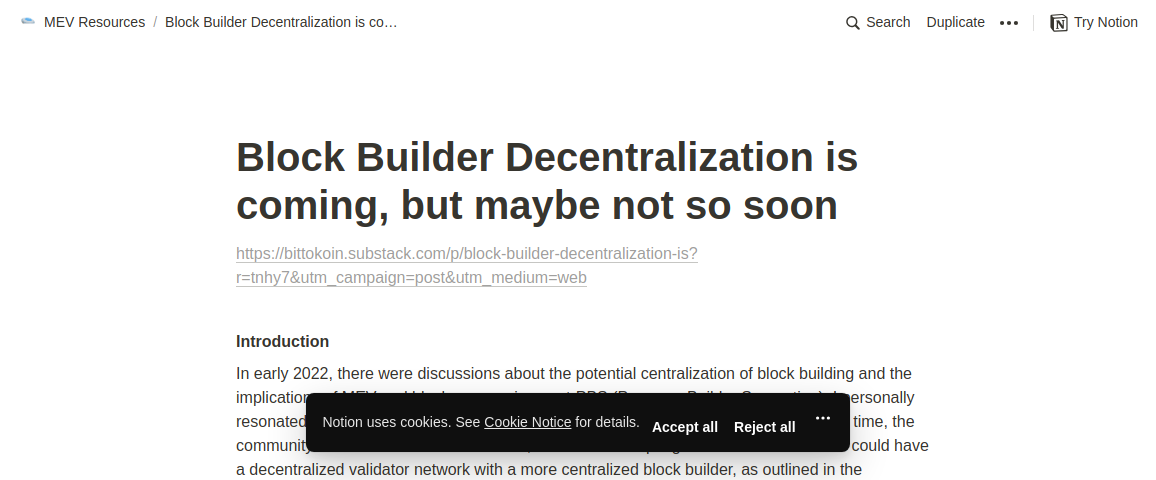 MEV Resources / Block Builder Decentralization is co…
Search Duplicate Try Notion
Block Builder Decentralization is
coming, but maybe not so soon
https://bittokoin.substack.com/p/block-builder-decentralization-is?
r=tnhy7&utm_campaign=post&utm_medium=web
Introduction
In early 2022, there were discussions about the potential centralization of block building and the
personally
resonated time, the
community could have
a decentralized validator network with a more centralized block builder, as outlined in the
Notion uses cookies. See Cookie Notice for details. Accept all Reject all